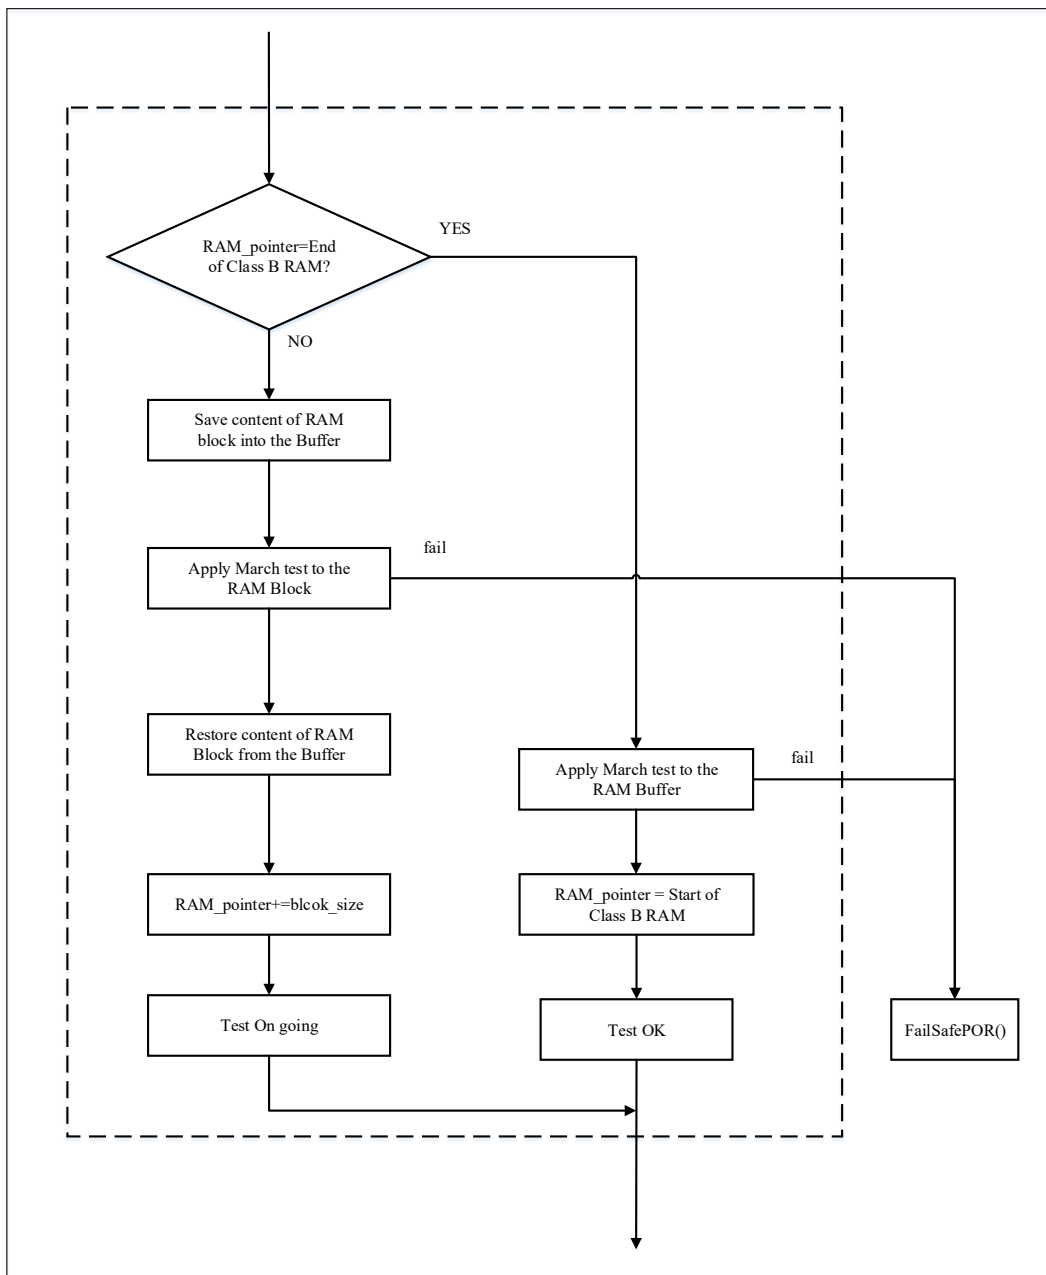 YES
RAM_pointer=End
of Class B RAM?
NO
Save content of RAM
block into the Buffer
fail
Apply March test to the
RAM Block
Restore content of RAM
Block from the Buffer
fail
Apply March test to the
RAM Buffer
RAM_pointer+=blcok_size
RAM_pointer = Start of
Class B RAM
Test On going
Test OK
FailSafePOR()